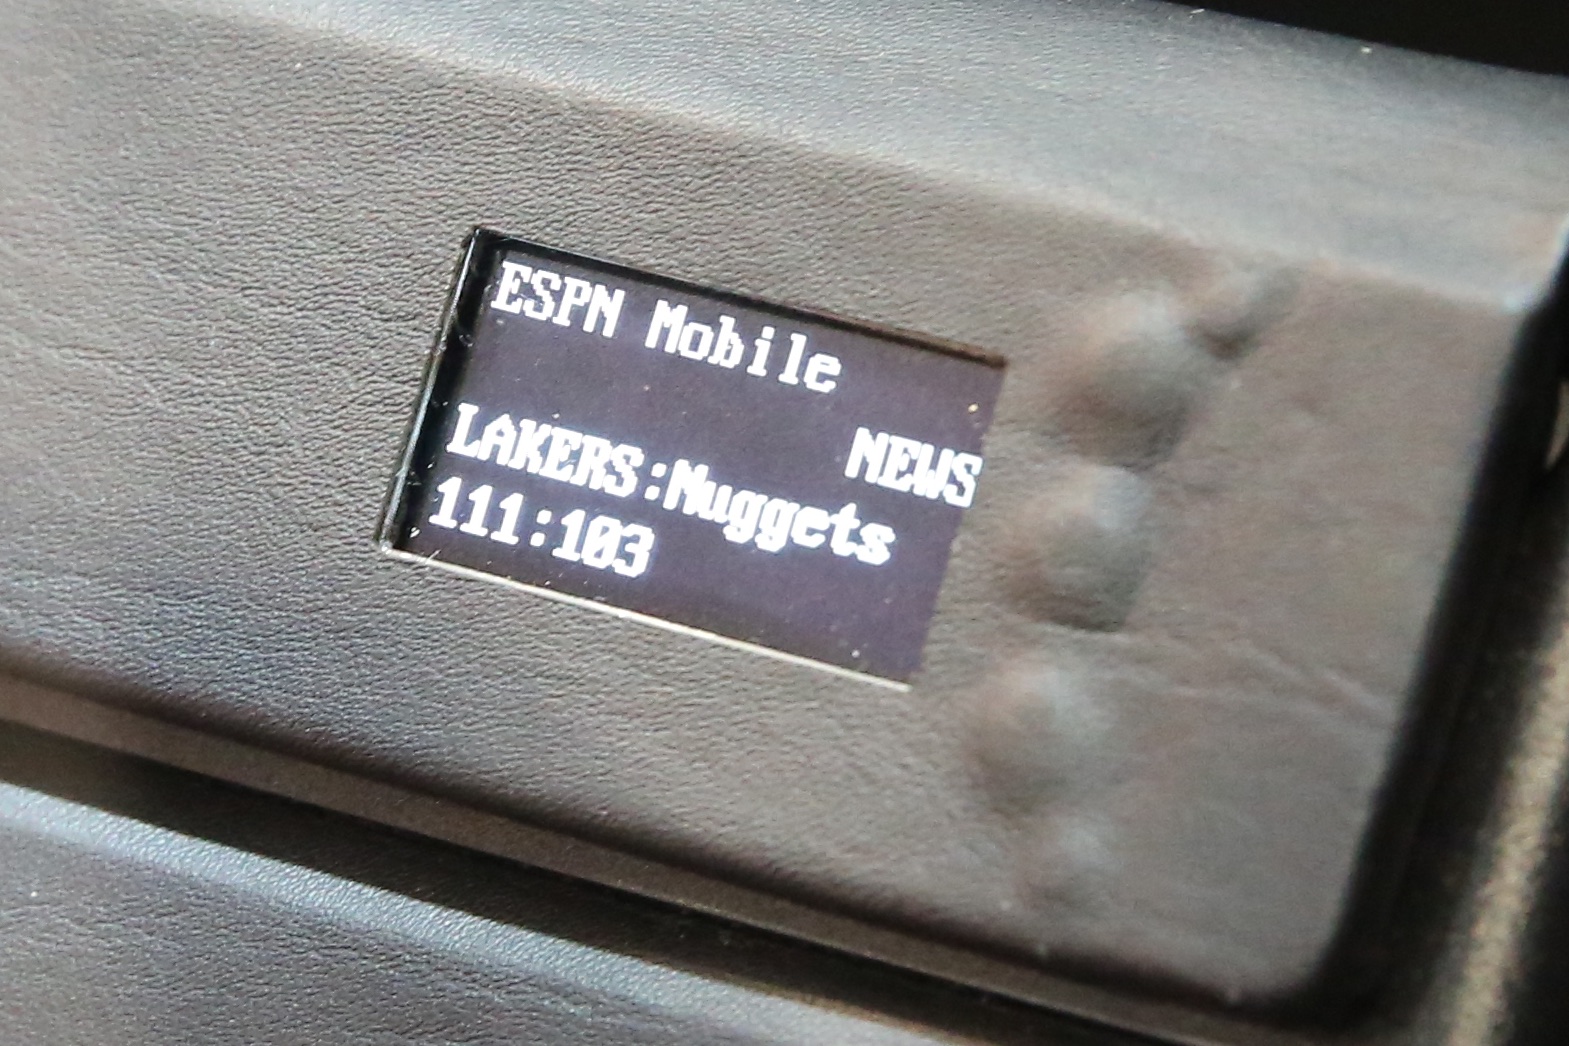 ESPN Mobile
NEWS
LAKERS:Nuggets
111:103